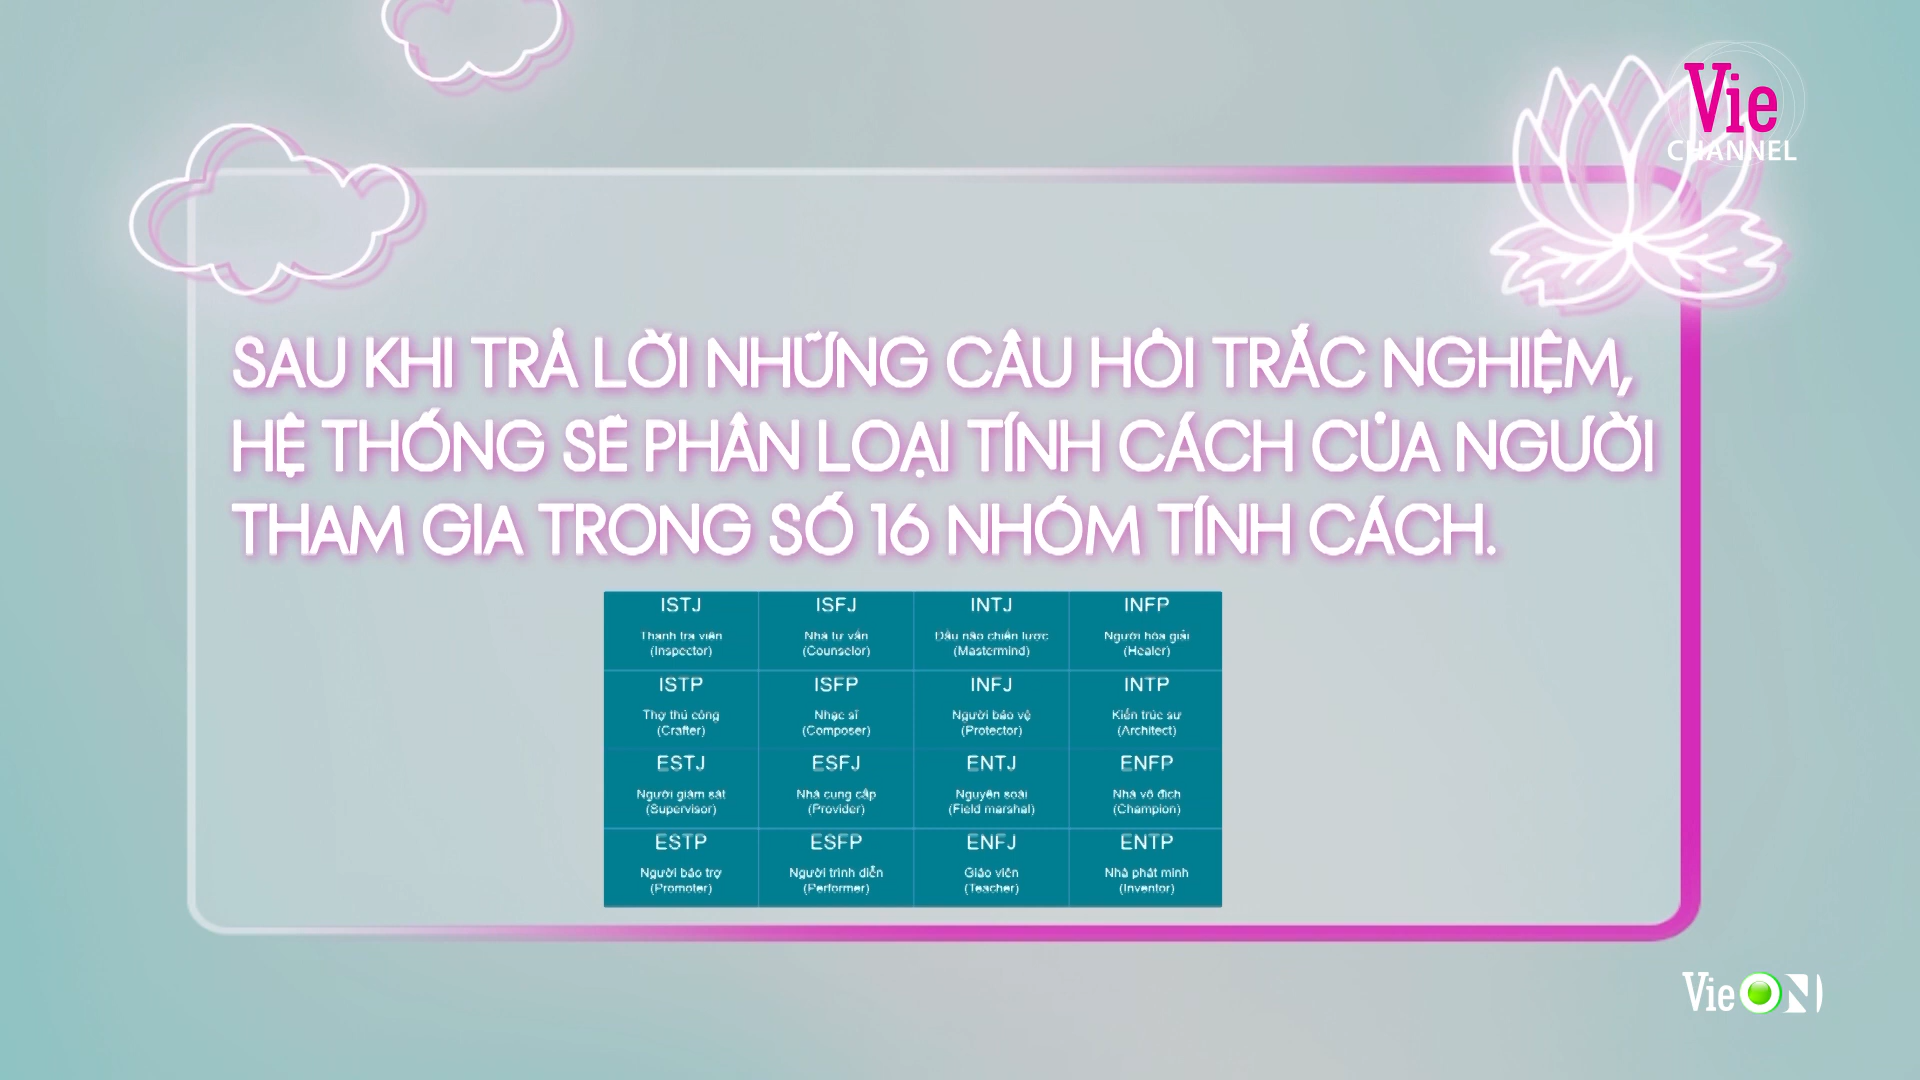 Vie
CHANNEL
SAU KHI TRẢ LỜI NHỮNG CÂU HỎI TRẮC NGHIỆM,
HỆ THỐNG SẼ PHÂN LOẠI TÍNH CÁCH CỦA NGƯỜI
THAM GIA TRONG SỐ 16 NHÓM TÍNH CÁCH.
ISTJ ISFJ INTJ INFP
Thanh tra viên Nhà tư vấn Đầu não chiến lược Người hòa giải
(Inspector) (Counselor) (Mastermind) (Healer)
ISTP ISFP INFJ INTP
Thợ thủ công Nhạc sĩ Người bảo vệ Kiến trúc sư
(Crafter) (Composer) (Protector) (Architect)
ESTJ ESFJ ENTJ ENFP
Người giám sát Nhà cung cấp Nguyên soái Nhà vô địch
(Supervisor) (Provider) (Field marshal) (Champion)
ESTP ESFP ENFJ ENTP
Người bảo trợ Người trình diễn Giáo viên Nhà phát minh
(Promoter) (Performer) (Teacher) (Inventor)
VieON